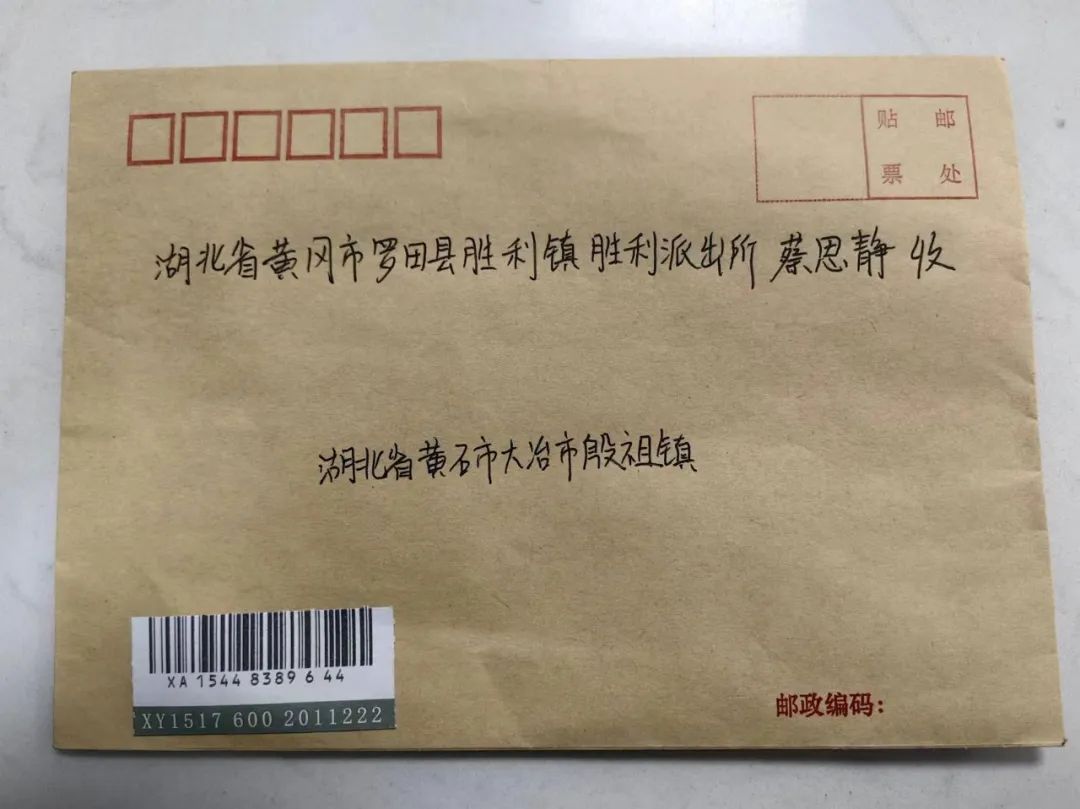 贴 邮
票 处
湖北省黄冈市罗田县胜利镇胜利派出所 蔡思静 收
湖北省黄石市大冶市殷祖镇
XA 1544 8389 6 44
XY1517 600 2011222
邮政编码：